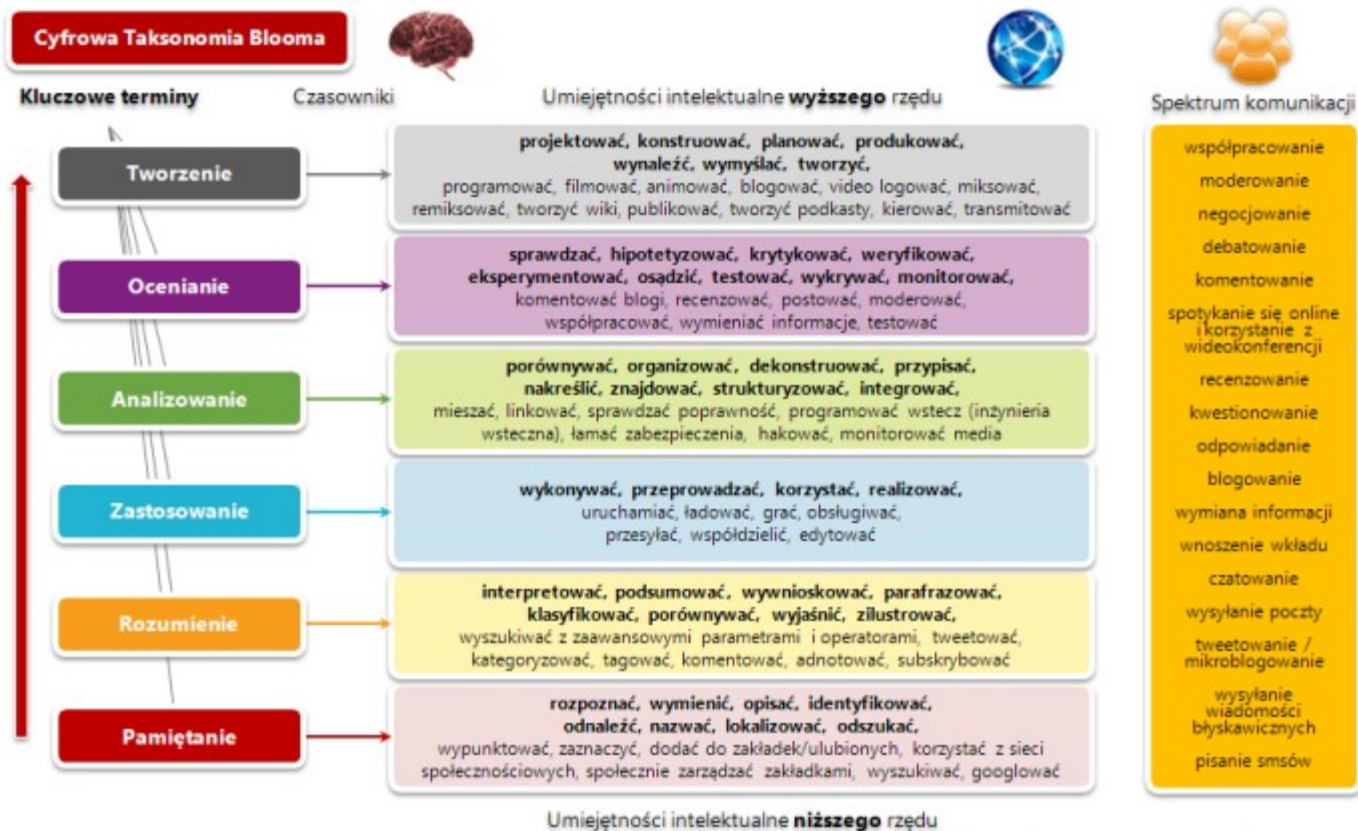 Cyfrowa Taksonomia Blooma
Kluczowe terminy
Czasowniki
Umiejętności intelektualne wyższego rzędu
Spektrum komunikacji
Tworzenie
projektować, konstruować, planować, produkować,
wynaleźć, wymyślać, tworzyć,
programować, filmować, animować, blogować, video logować, miksować,
remiksować, tworzyć wiki, publikować, tworzyć podkasty, kierować, transmitować
Ocenianie
sprawdzać, hipotetyzować, krytykować, weryfikować,
eksperymentować, osądzić, testować, wykrywać, monitorować,
komentować blogi, recenzować, postować, moderować,
współpracować, wymieniać informacje, testować
Analizowanie
porównywać, organizować, dekonstruować, przypisać,
nakreślić, znajdować, strukturyzować, integrować,
mieszać, linkować, sprawdzać poprawność, programować wstecz (inżynieria
wsteczna), łamać zabezpieczenia, hakować, monitorować media
Zastosowanie
wykonywać, przeprowadzać, korzystać, realizować,
uruchamiać, ładować, grać, obsługiwać,
przesyłać, współdzielić, edytować
Rozumienie
interpretować, podsumować, wywnioskować, parafrazować,
klasyfikować, porównywać, wyjaśnić, zilustrować,
wyszukiwać z zaawansowymi parametrami i operatorami, tweetować,
kategoryzować, tagować, komentować, adnotować, subskrybować
Pamiętanie
rozpoznać, wymienić, opisać, identyfikować,
odnaleźć, nazwać, lokalizować, odszukać,
wypunktować, zaznaczyć, dodać do zakładek/ulubionych, korzystać z sieci
społecznościowych, społecznie zarządzać zakładkami, wyszukiwać, googlować
Umiejętności intelektualne niższego rzędu
współpracowanie
moderowanie
negocjowanie
debatowanie
komentowanie
spotykanie się online
i korzystanie z
wideokonferencji
recenzowanie
kwestionowanie
odpowiadanie
blogowanie
wymiana informacji
wnoszenie wkładu
czatowanie
wysyłanie poczty
tweetowanie /
mikroblogowanie
wysyłanie
wiadomości
błyskawicznych
pisanie smsów